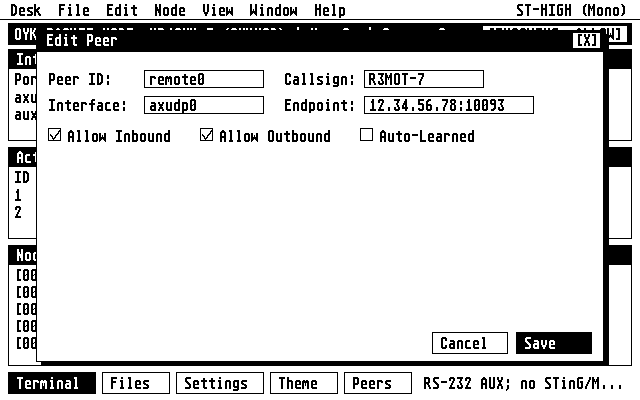 Desk File Edit Node View Window Help ST-HIGH (Mono)
Edit Peer [X]
Peer ID: remote0 Callsign: R3MOT-7
Interface: axudp0 Endpoint: 12.34.56.78:10093
Allow Inbound Allow Outbound Auto-Learned
ID
1
2
Cancel Save
Terminal Files Settings Theme Peers RS-232 AUX; no STinG/M...